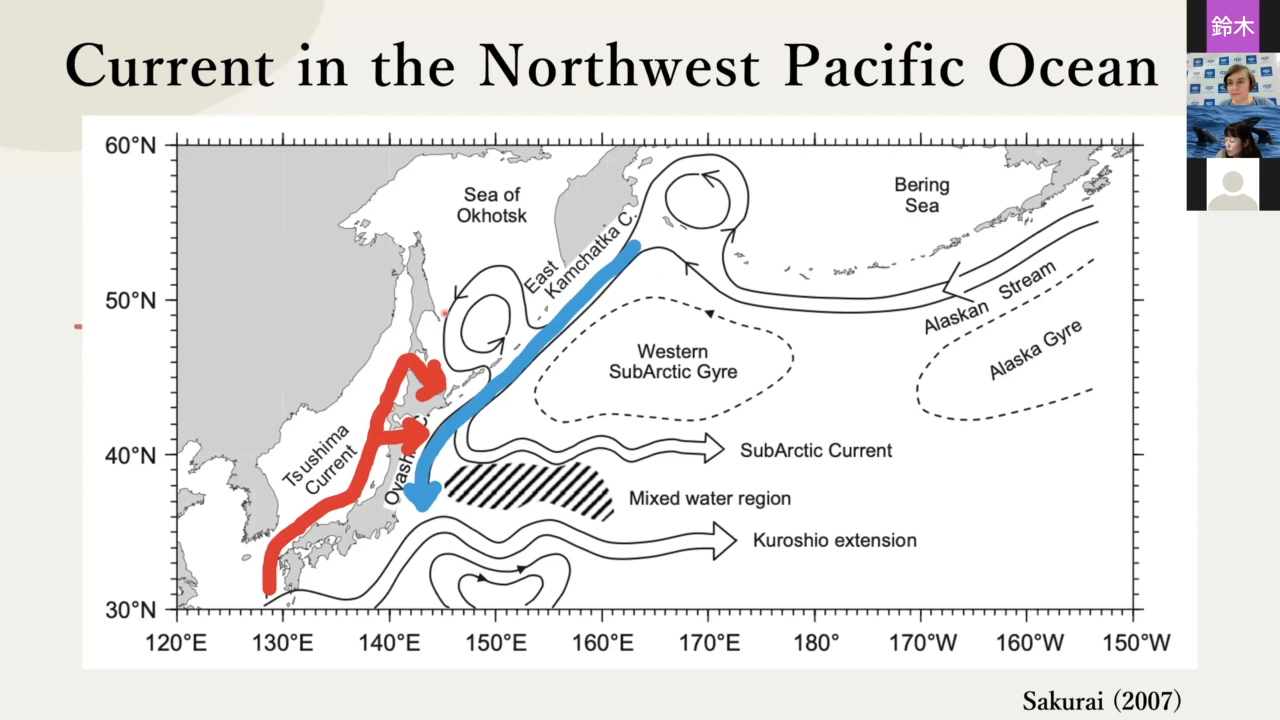 Current in the Northwest Pacific Ocean
鈴木
60°N
50°N
40°N
30°N
120°E
130°E
140°E
150°E
160°E
170°E
180°
170°W
160°W
150°W
Sea of
Okhotsk
Bering
Sea
East
Kamchatka C.
Alaskan Stream
Alaska Gyre
Western
SubArctic Gyre
Tsushima
Current
SubArctic Current
Mixed water region
Kuroshio extension
Sakurai (2007)